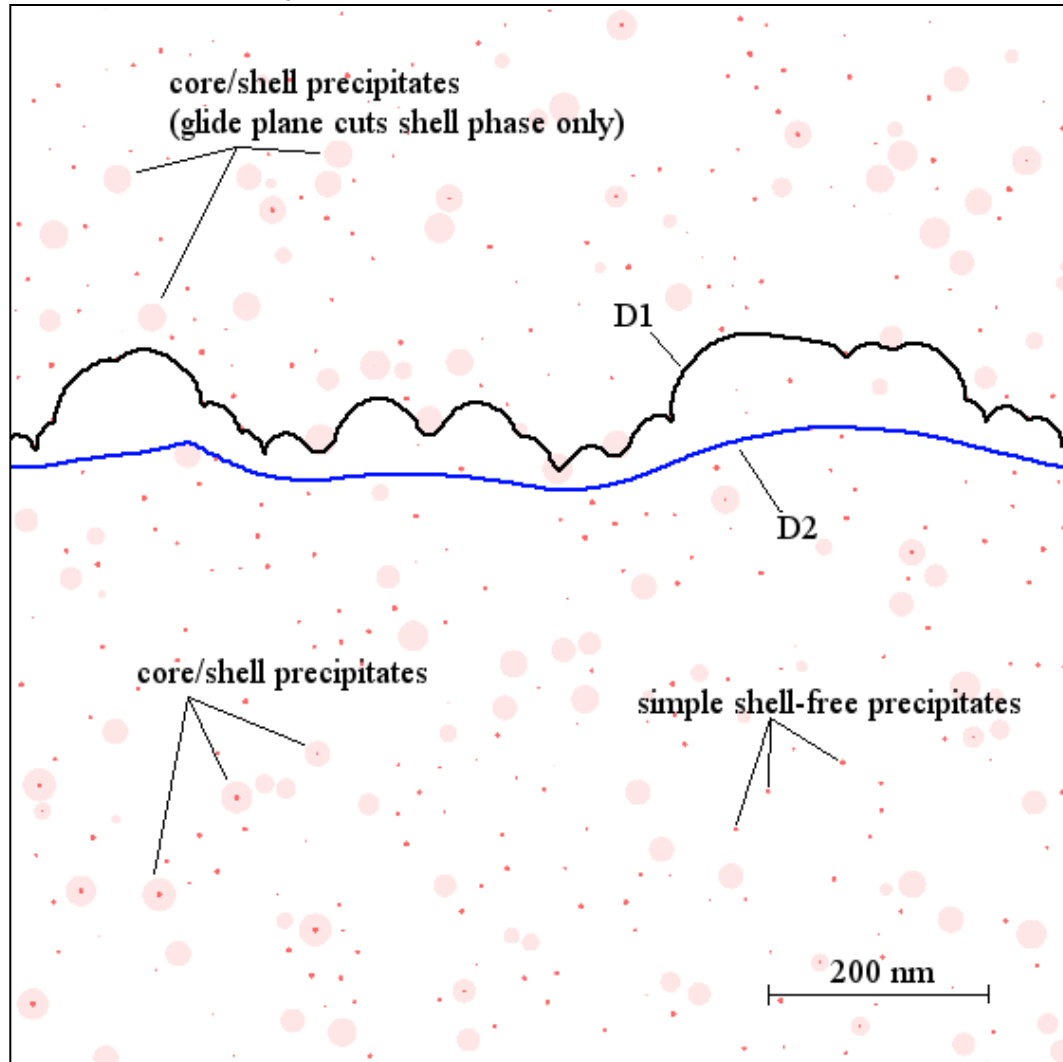 core/shell precipitates
(glide plane cuts shell phase only)
D1
D2
core/shell precipitates
simple shell-free precipitates
200 nm